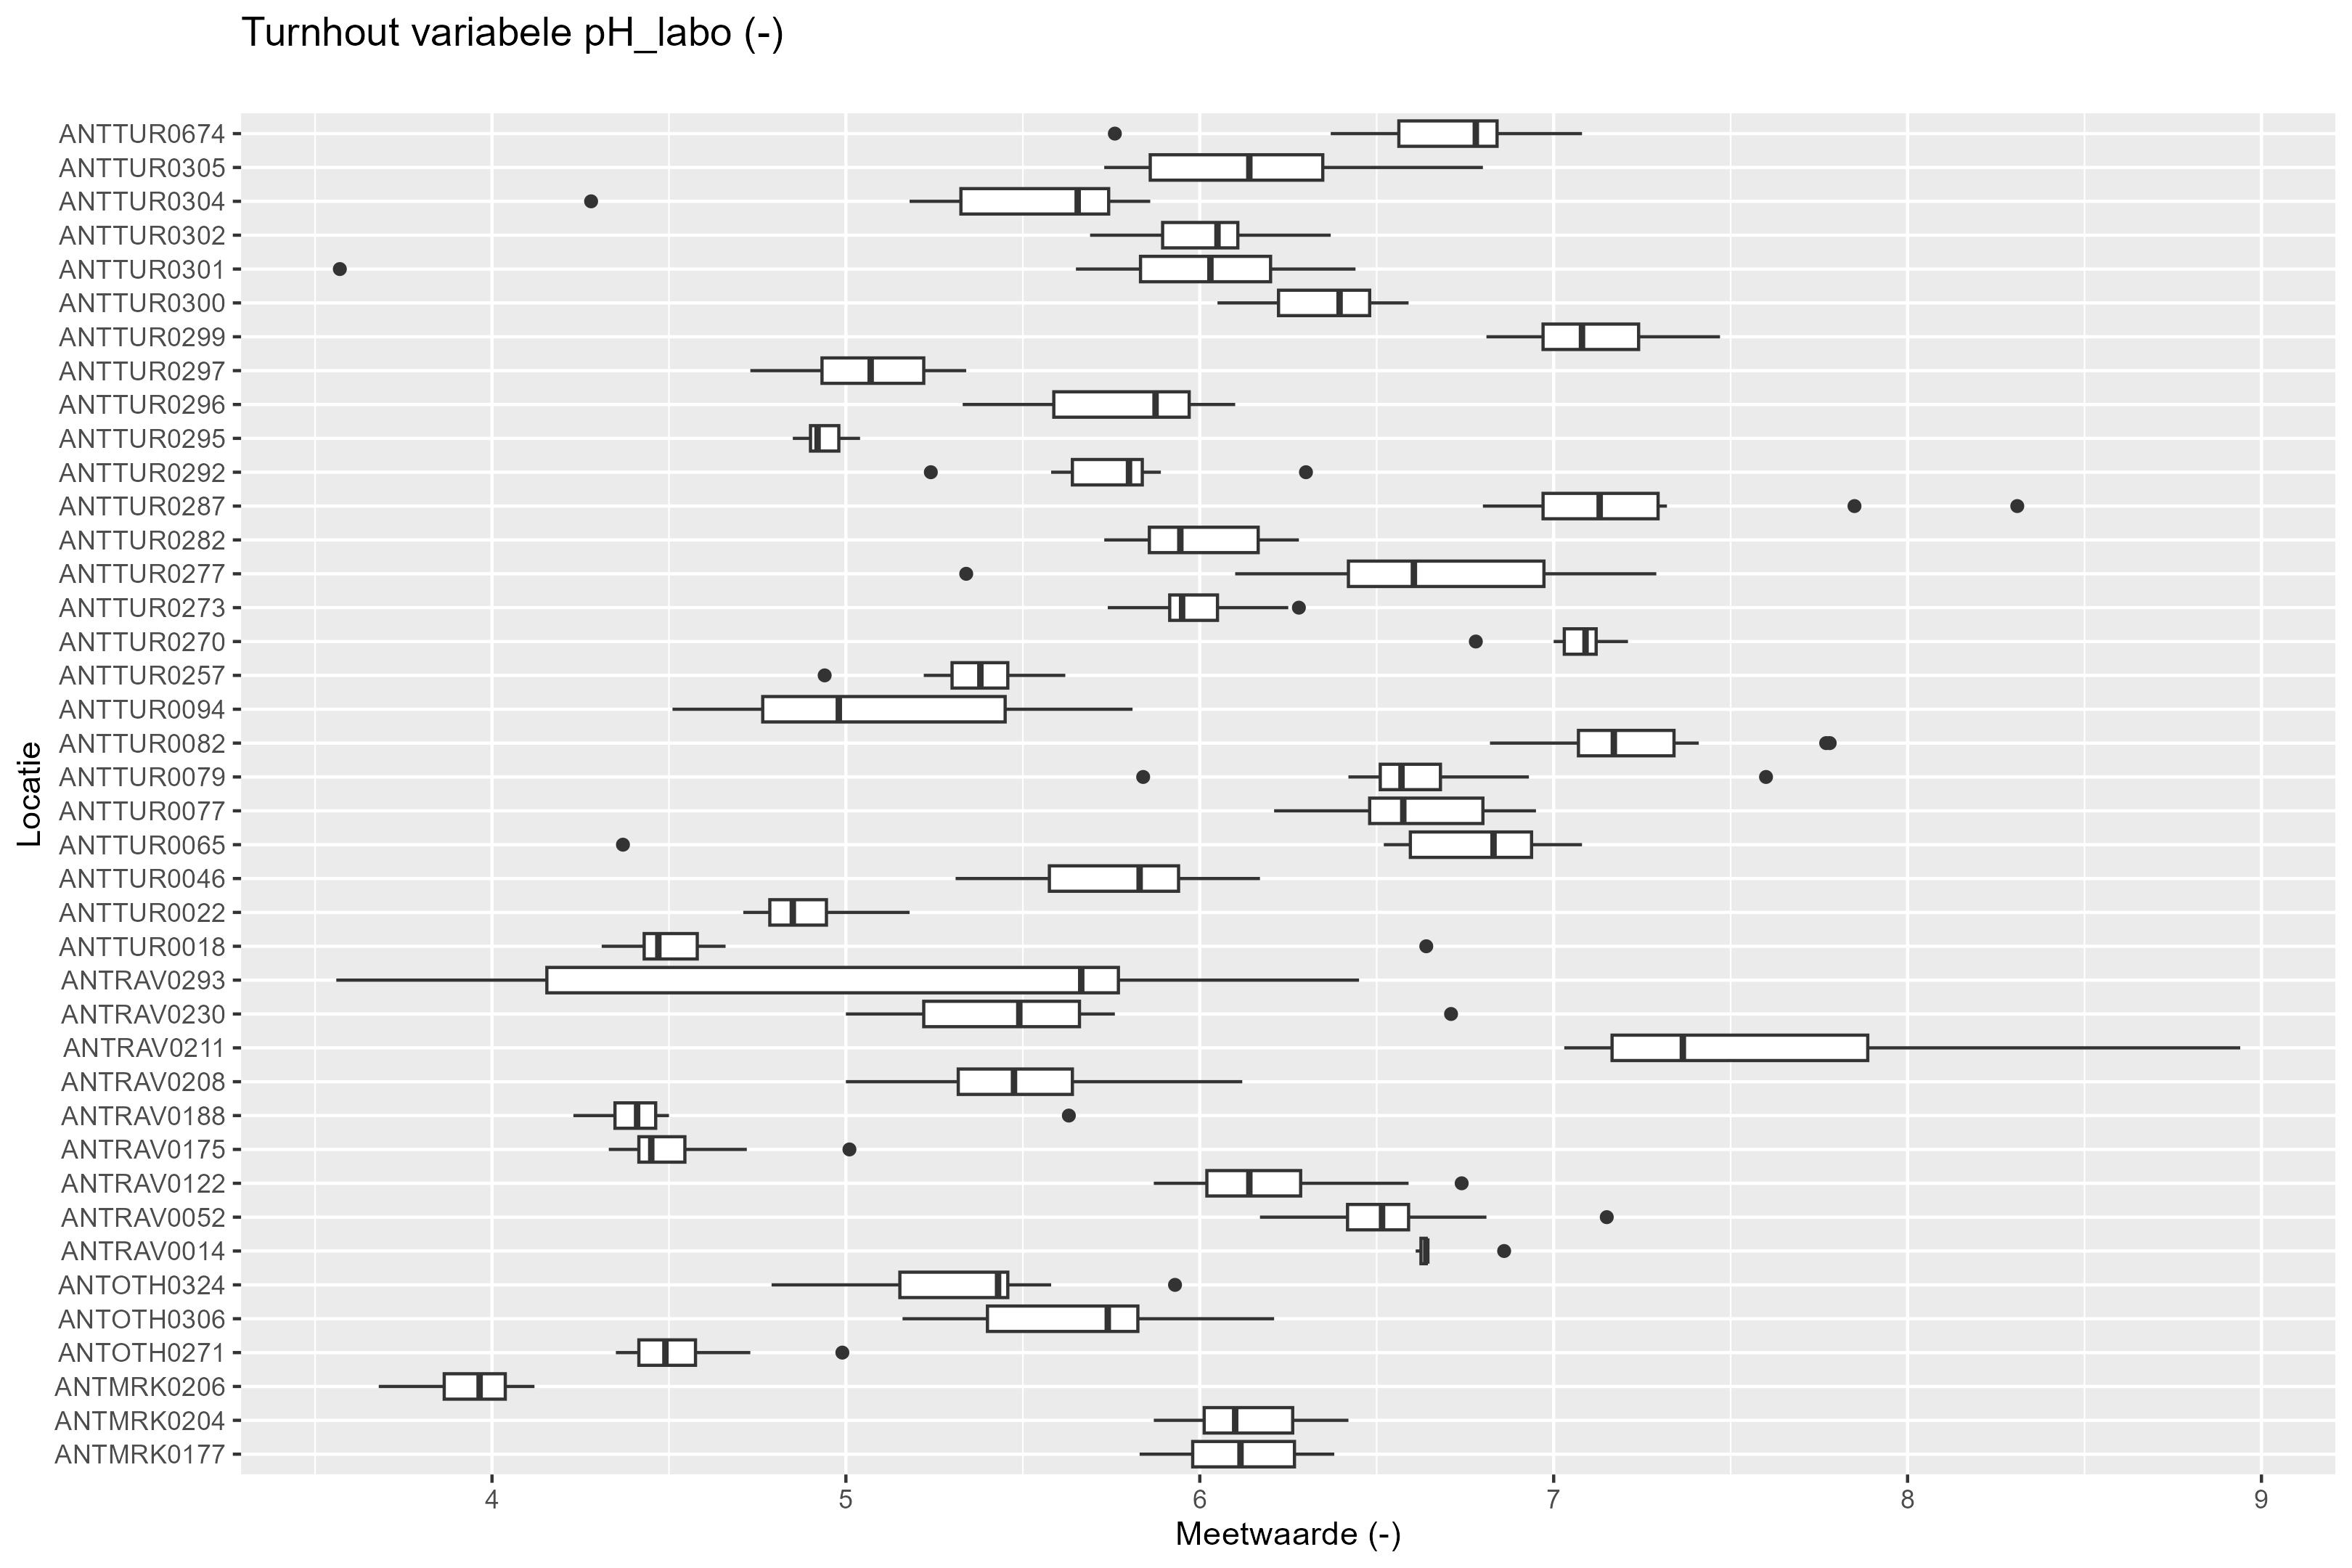 Turnhout variabele pH_labo (-)
ANTTUR0674
ANTTUR0305
ANTTUR0304
ANTTUR0302
ANTTUR0301
ANTTUR0300
ANTTUR0299
ANTTUR0297
ANTTUR0296
ANTTUR0295
ANTTUR0292
ANTTUR0287
ANTTUR0282
ANTTUR0277
ANTTUR0273
ANTTUR0270
ANTTUR0257
ANTTUR0094
ANTTUR0082
ANTTUR0079
ANTTUR0077
ANTTUR0065
ANTTUR0046
ANTTUR0022
ANTTUR0018
ANTRAV0293
ANTRAV0230
ANTRAV0211
ANTRAV0208
ANTRAV0188
ANTRAV0175
ANTRAV0122
ANTRAV0052
ANTRAV0014
ANTOTH0324
ANTOTH0306
ANTOTH0271
ANTMRK0206
ANTMRK0204
ANTMRK0177
Locatie
4 5 6 7 8 9
Meetwaarde (-)